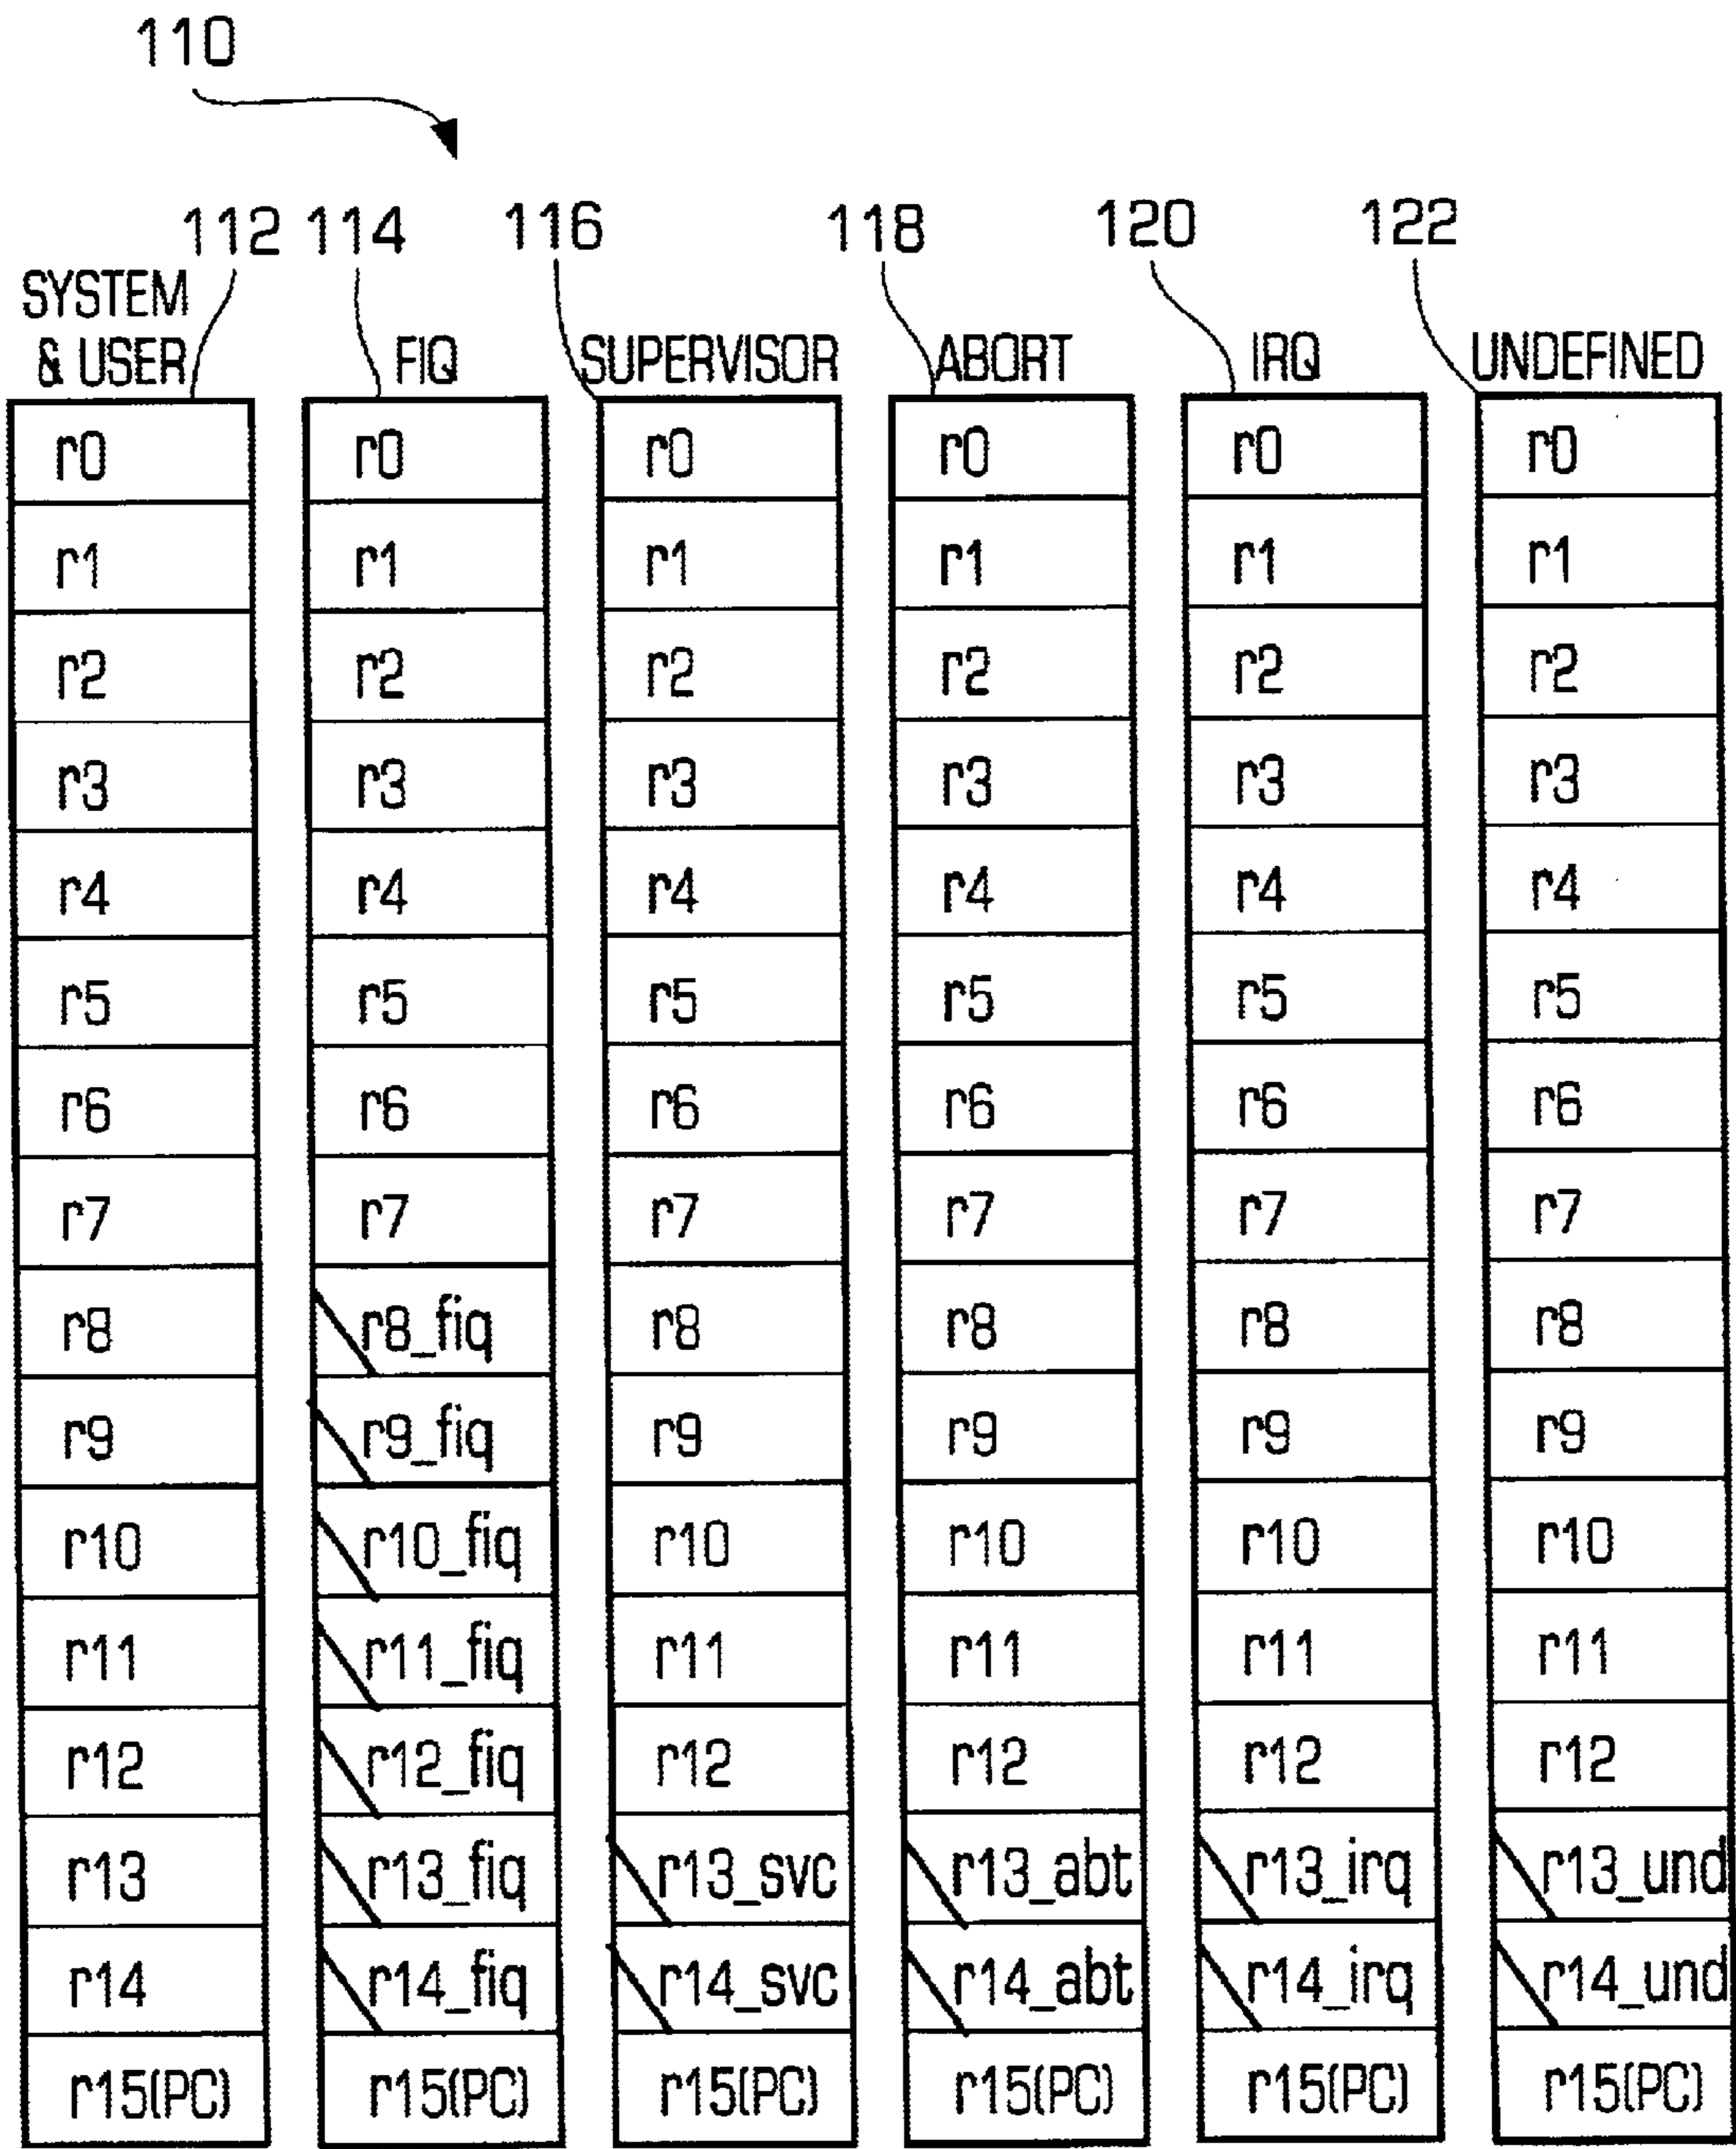 110
112 114 116 118 120 122
SYSTEM
& USER FIQ SUPERVISOR ABORT IRQ UNDEFINED
r0 r0 r0 r0 r0 r0
r1 r1 r1 r1 r1 r1
r2 r2 r2 r2 r2 r2
r3 r3 r3 r3 r3 r3
r4 r4 r4 r4 r4 r4
r5 r5 r5 r5 r5 r5
r6 r6 r6 r6 r6 r6
r7 r7 r7 r7 r7 r7
r8 r8_fiq r8 r8 r8 r8
r9 r9_fiq r9 r9 r9 r9
r10 r10_fiq r10 r10 r10 r10
r11 r11_fiq r11 r11 r11 r11
r12 r12_fiq r12 r12 r12 r12
r13 r13_fiq r13_svc r13_abt r13_irq r13_und
r14 r14_fiq r14_svc r14_abt r14_irq r14_und
r15(PC) r15(PC) r15(PC) r15(PC) r15(PC) r15(PC)